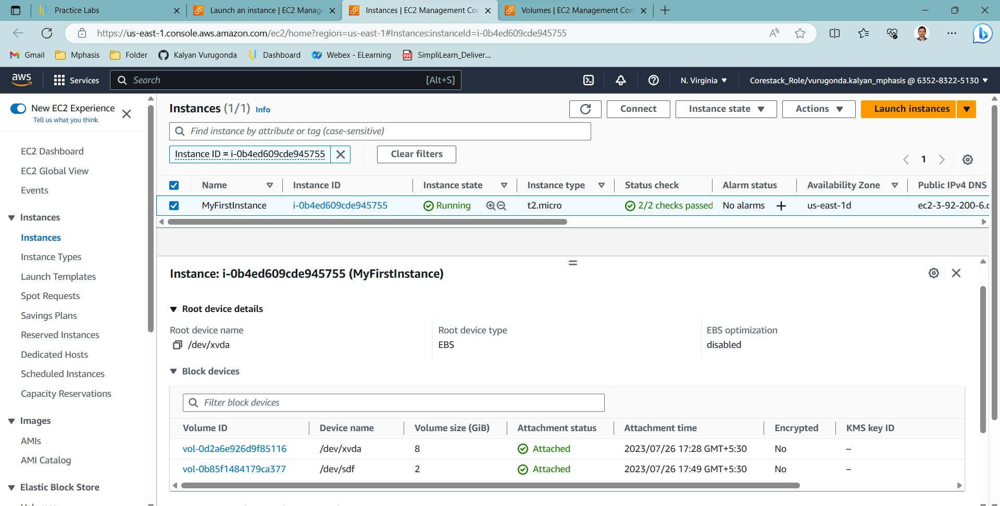 Practice Labs
Launch an instance | EC2 Manage
Instances | EC2 Management Con
Volumes | EC2 Management Con
https://us-east-1.console.aws.amazon.com/ec2/home?region=us-east-1#Instances:instanceId=i-0b4ed609cde945755
Gmail Mphasis Folder Kalyan Vurugonda Dashboard Webex - ELearning SimpliLearn_Deliver...
aws Services Search [Alt+S] N. Virginia Corestack_Role/vurugonda.kalyan_mphasis @ 6352-8322-5130
New EC2 Experience
Tell us what you think
EC2 Dashboard
EC2 Global View
Events
Instances
Instances
Instance Types
Launch Templates
Spot Requests
Savings Plans
Reserved Instances
Dedicated Hosts
Scheduled Instances
Capacity Reservations
Images
AMIs
AMI Catalog
Elastic Block Store
Instances (1/1) Info
Connect Instance state Actions Launch instances
Find instance by attribute or tag (case-sensitive)
Instance ID = i-0b4ed609cde945755
Clear filters
1
Name Instance ID Instance state Instance type Status check Alarm status Availability Zone Public IPv4 DNS
MyFirstInstance i-0b4ed609cde945755 Running t2.micro 2/2 checks passed No alarms us-east-1d ec2-3-92-200-6.c
Instance: i-0b4ed609cde945755 (MyFirstInstance)
Root device details
Root device name Root device type EBS optimization
/dev/xvda EBS disabled
Block devices
Filter block devices
Volume ID Device name Volume size (GiB) Attachment status Attachment time Encrypted KMS key ID
vol-0d2a6e926d9f85116 /dev/xvda 8 Attached 2023/07/26 17:28 GMT+5:30 No –
vol-0b85f1484179ca377 /dev/sdf 2 Attached 2023/07/26 17:49 GMT+5:30 No –